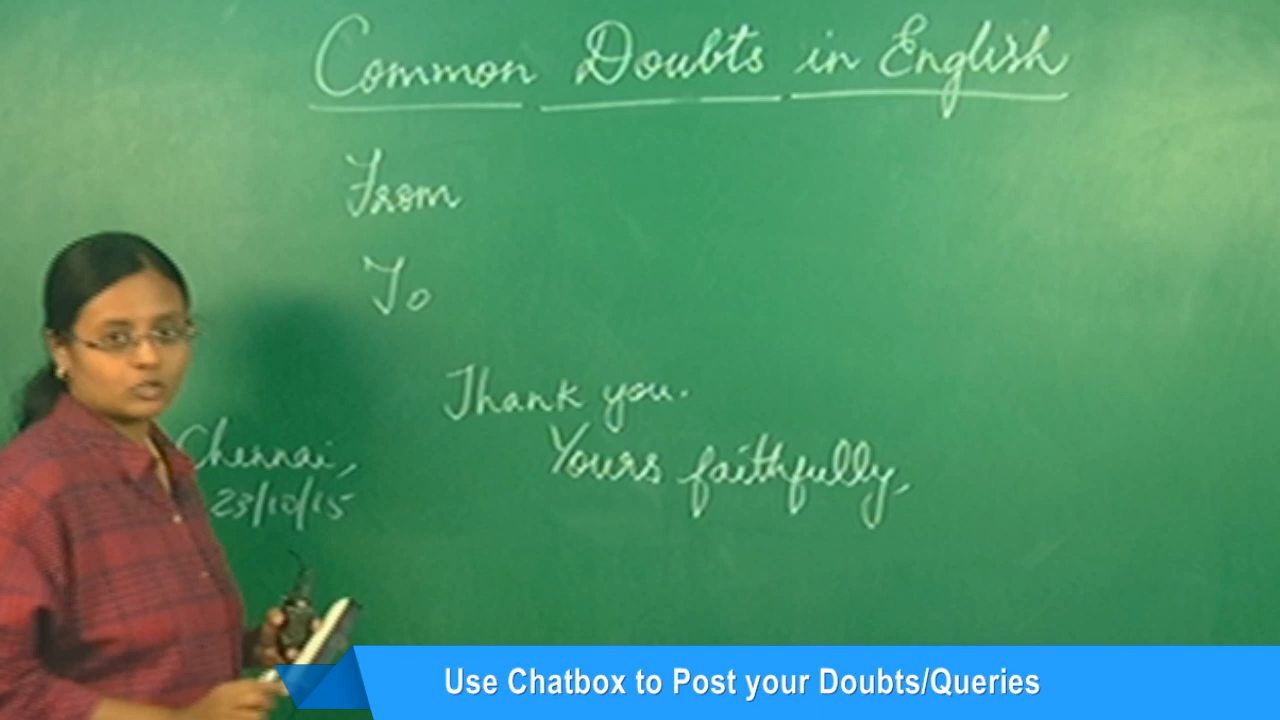 Common Doubts in English
From
To
Thank you.
Yours faithfully,
Chennai,
23/10/15
Use Chatbox to Post your Doubts/Queries